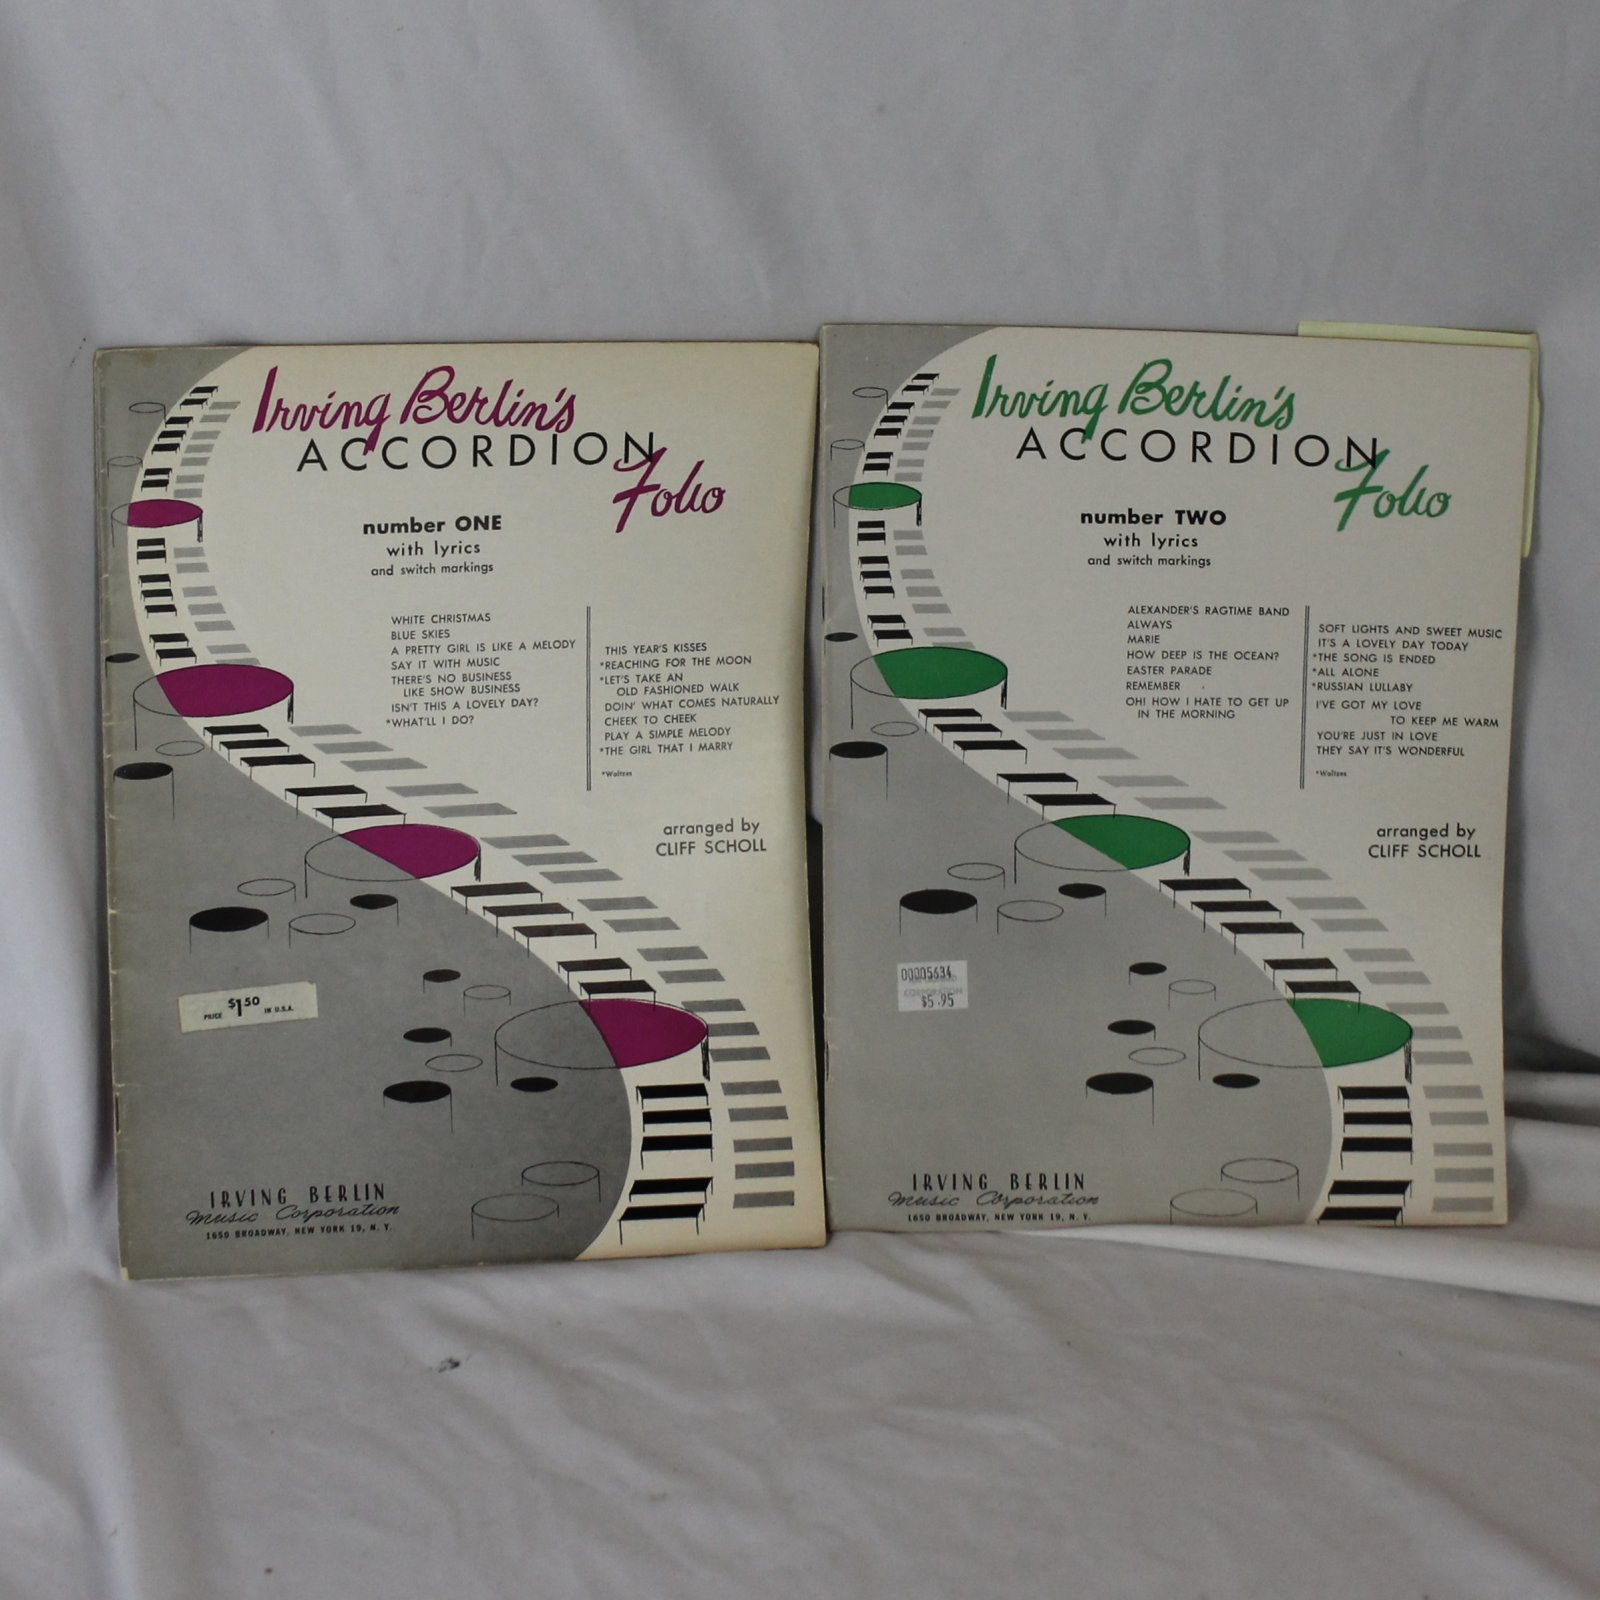 Irving Berlin's
ACCORDION
Folio
number ONE
with lyrics
and switch markings
WHITE CHRISTMAS
BLUE SKIES
A PRETTY GIRL IS LIKE A MELODY
SAY IT WITH MUSIC
THERE'S NO BUSINESS
LIKE SHOW BUSINESS
ISN'T THIS A LOVELY DAY?
*WHAT'LL I DO?
THIS YEAR'S KISSES
*REACHING FOR THE MOON
*LET'S TAKE AN
OLD FASHIONED WALK
DOIN' WHAT COMES NATURALLY
CHEEK TO CHEEK
PLAY A SIMPLE MELODY
*THE GIRL THAT I MARRY
*Waltzes
arranged by
CLIFF SCHOLL
PRICE $1.50 IN U.S.A.
IRVING BERLIN
Music Corporation
1650 BROADWAY, NEW YORK 19, N. Y.
Irving Berlin's
ACCORDION
Folio
number TWO
with lyrics
and switch markings
ALEXANDER'S RAGTIME BAND
ALWAYS
MARIE
HOW DEEP IS THE OCEAN?
EASTER PARADE
REMEMBER
OH! HOW I HATE TO GET UP
IN THE MORNING
SOFT LIGHTS AND SWEET MUSIC
IT'S A LOVELY DAY TODAY
*THE SONG IS ENDED
*ALL ALONE
*RUSSIAN LULLABY
I'VE GOT MY LOVE
TO KEEP ME WARM
YOU'RE JUST IN LOVE
THEY SAY IT'S WONDERFUL
*Waltzes
arranged by
CLIFF SCHOLL
00005634
CORPORATION
$5.95
IRVING BERLIN
Music Corporation
1650 BROADWAY, NEW YORK 19, N. Y.